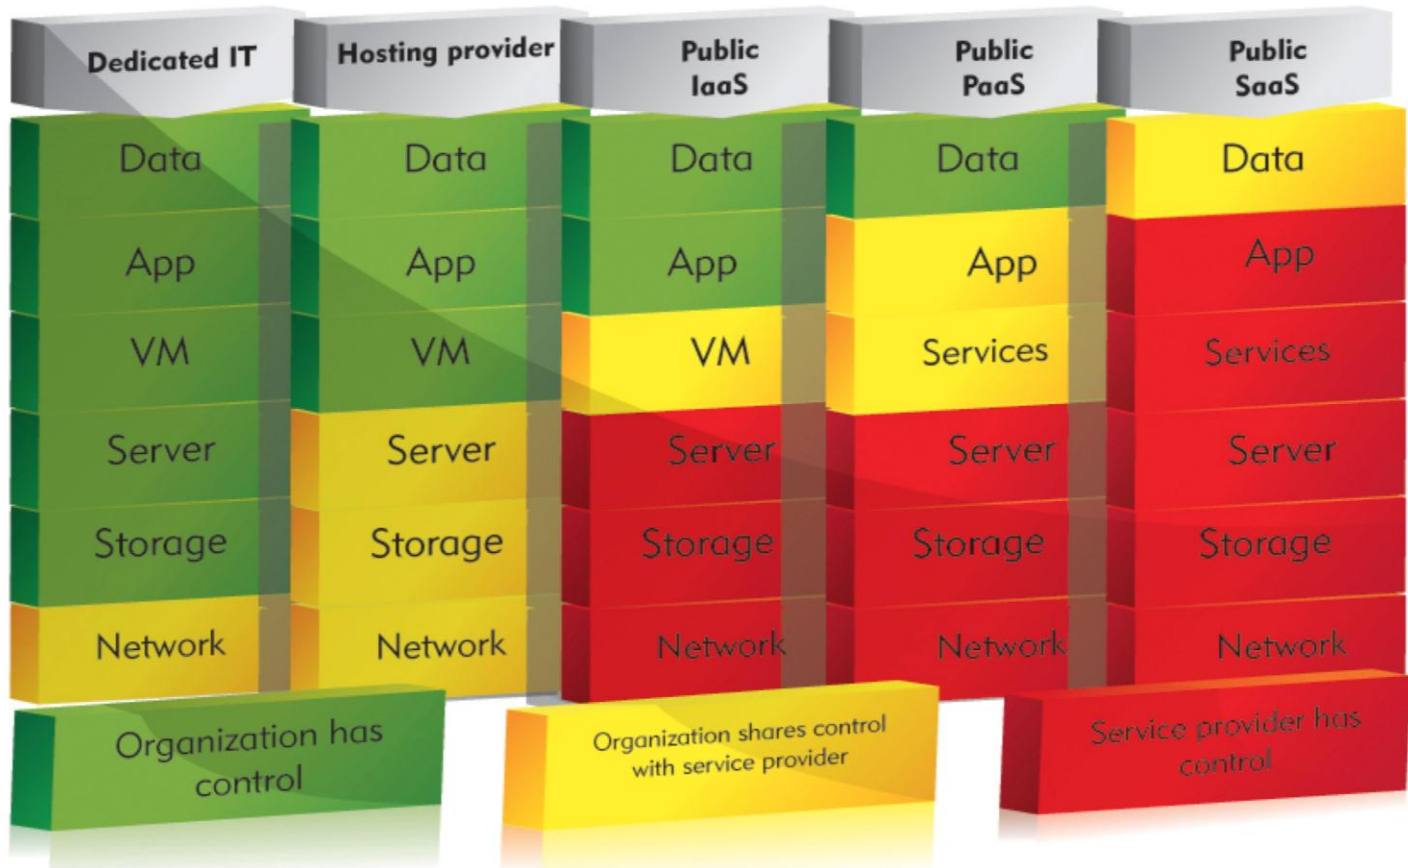 Dedicated IT
Hosting provider
Public
IaaS
Public
PaaS
Public
SaaS
Data
Data
Data
Data
Data
App
App
App
App
App
VM
VM
VM
Services
Services
Server
Server
Server
Server
Server
Storage
Storage
Storage
Storage
Storage
Network
Network
Network
Network
Network
Organization has
control
Organization shares control
with service provider
Service provider has
control